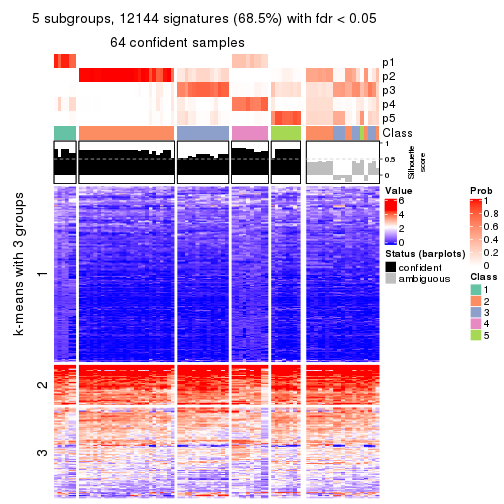 5 subgroups, 12144 signatures (68.5%) with fdr < 0.05
64 confident samples
p1
p2
p3
p4
p5
Class
1
0.5
0
Silhouette
score
k-means with 3 groups
1
2
3
Value
6
4
2
0
Status (barplots)
confident
ambiguous
Prob
1
0.8
0.6
0.4
0.2
0
Class
1
2
3
4
5